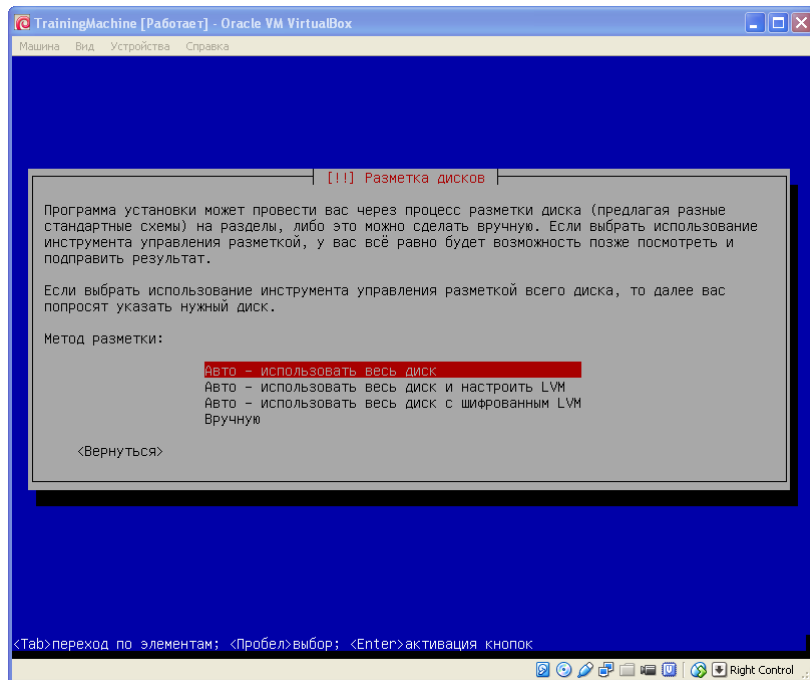 TrainingMachine [Работает] - Oracle VM VirtualBox
Машина Вид Устройства Справка
[!!] Разметка дисков
Программа установки может провести вас через процесс разметки диска (предлагая разные
стандартные схемы) на разделы, либо это можно сделать вручную. Если выбрать использование
инструмента управления разметкой, у вас всё равно будет возможность позже посмотреть и
подправить результат.
Если выбрать использование инструмента управления разметкой всего диска, то далее вас
попросят указать нужный диск.
Метод разметки:
Авто - использовать весь диск
Авто - использовать весь диск и настроить LVM
Авто - использовать весь диск с шифрованным LVM
Вручную
<Вернуться>
<Tab>переход по элементам; <Пробел>выбор; <Enter>активация кнопок
Right Control